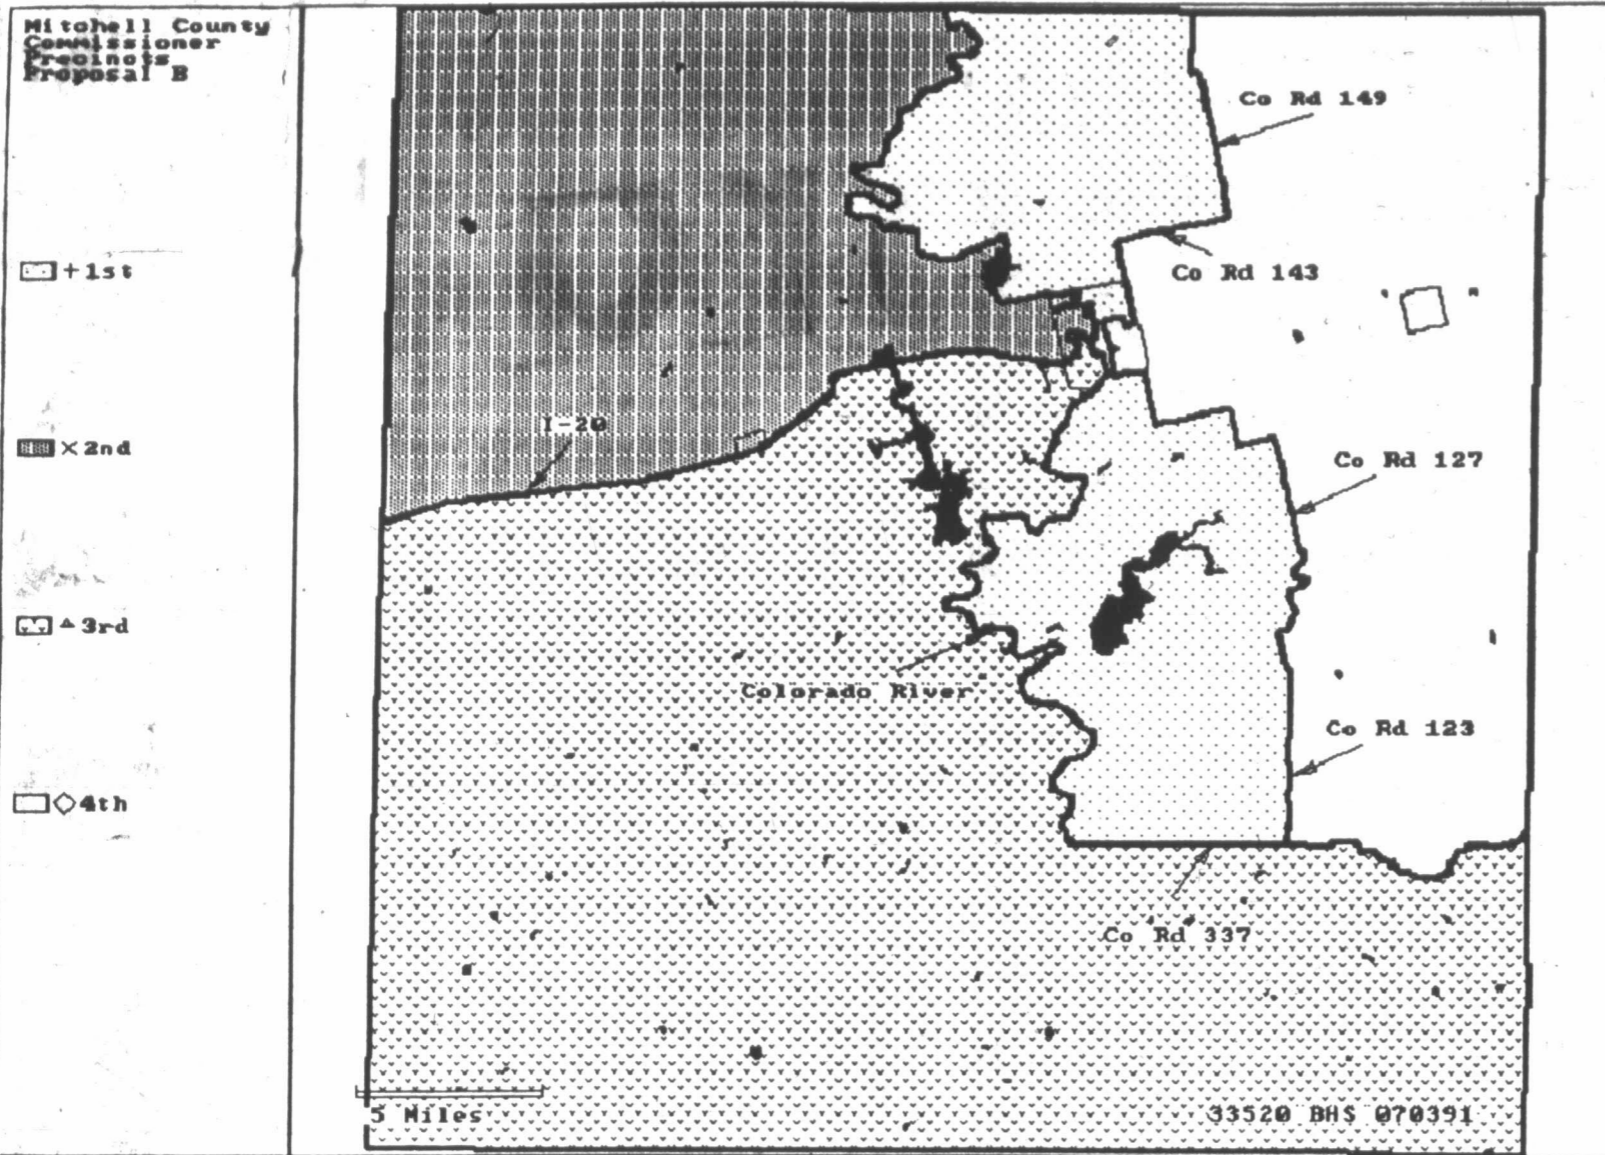 Mitchell County
Commissioner
Precincts
Proposal B
+1st
×2nd
▵3rd
◇4th
Co Rd 149
Co Rd 143
I-20
Co Rd 127
Colorado River
Co Rd 123
Co Rd 337
5 Miles
33520 BH$ 070391